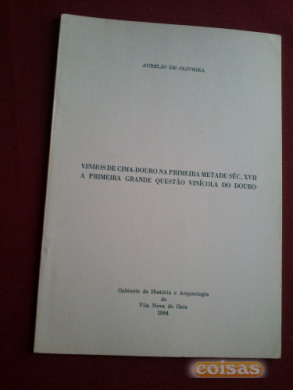 AURÉLIO DE OLIVEIRA
VINHOS DE CIMA-DOURO NA PRIMEIRA METADE SÉC. XVII
A PRIMEIRA GRANDE QUESTÃO VINÍCOLA DO DOURO
Gabinete de História e Arqueologia
de
Vila Nova de Gaia
1984
coisas